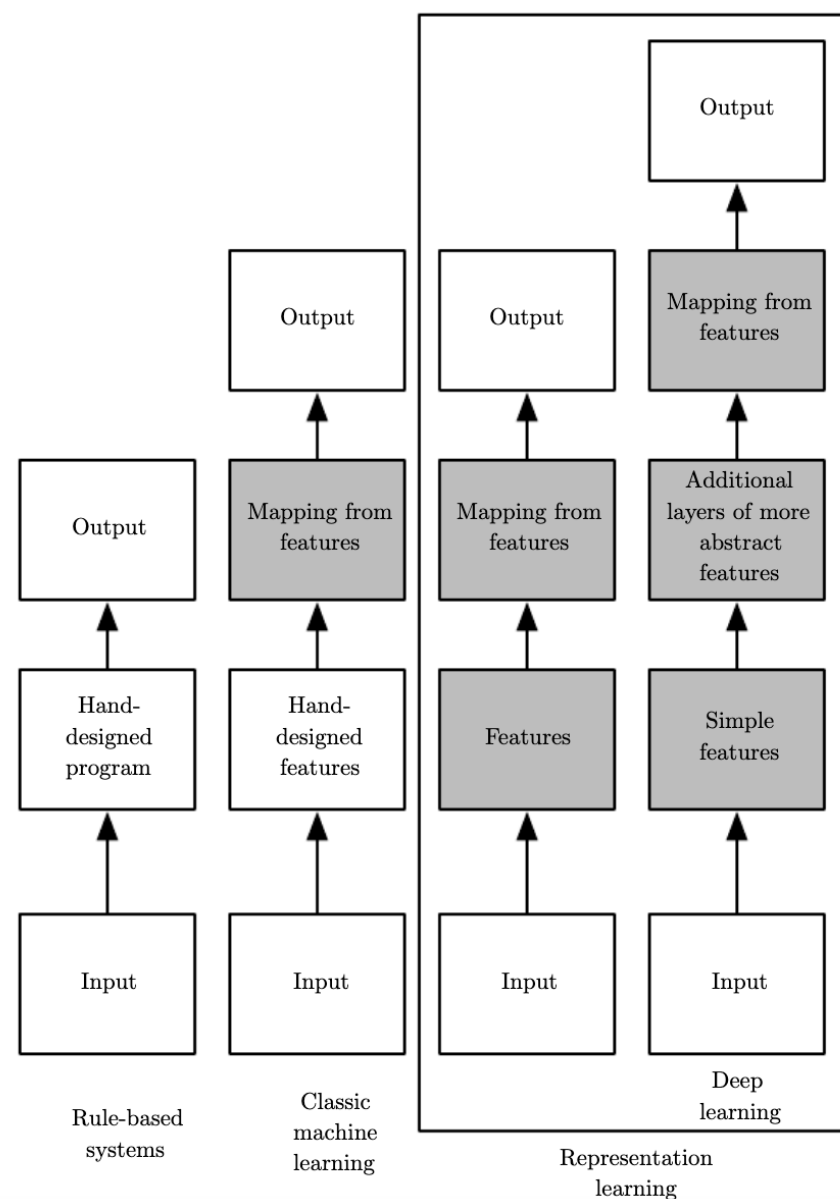 Output
Mapping from
features
Output
Output
Additional
layers of more
abstract
features
Mapping from
features
Mapping from
features
Output
Simple
features
Features
Hand-
designed
features
Hand-
designed
program
Input
Input
Input
Input
Deep
learning
Classic
machine
learning
Rule-based
systems
Representation
learning